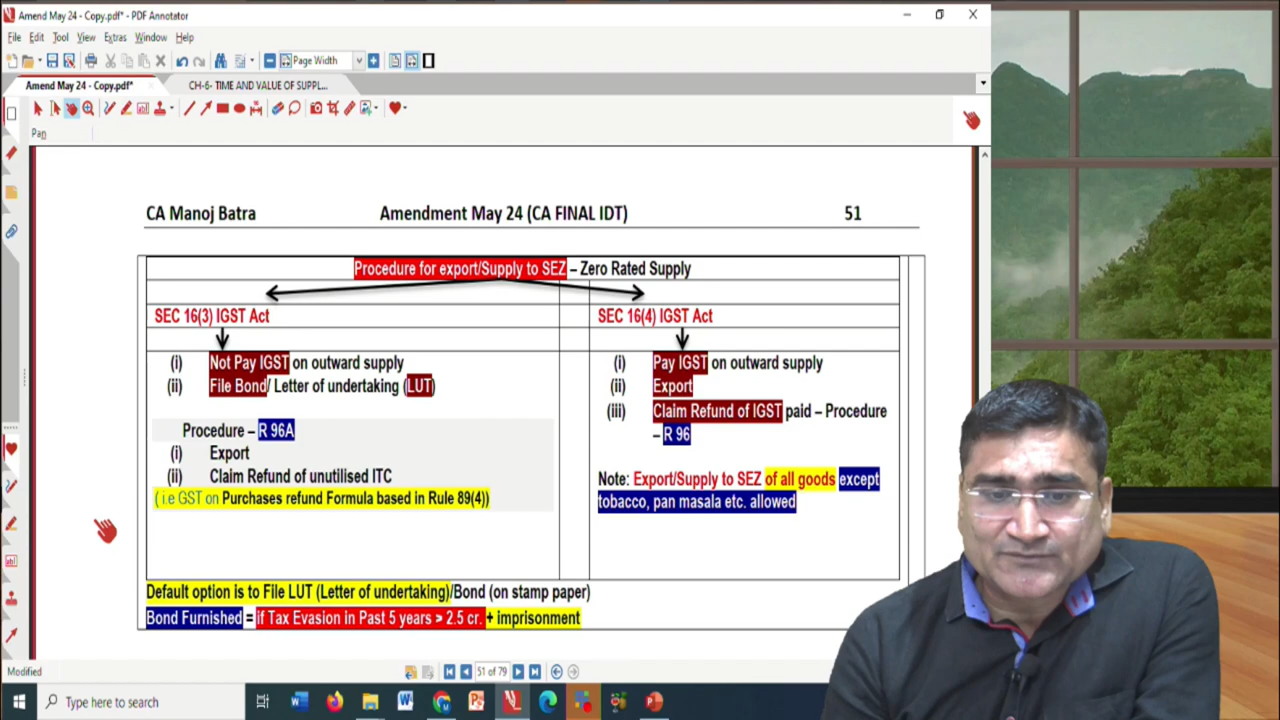 Amend May 24 - Copy.pdf* - PDF Annotator
File Edit Tool View Extras Window Help
Page Width
Amend May 24 - Copy.pdf*
CH-6- TIME AND VALUE OF SUPPL...
Pan
CA Manoj Batra Amendment May 24 (CA FINAL IDT) 51
Procedure for export/Supply to SEZ – Zero Rated Supply
SEC 16(3) IGST Act
(i) Not Pay IGST on outward supply
(ii) File Bond/ Letter of undertaking (LUT)
Procedure – R 96A
(i) Export
(ii) Claim Refund of unutilised ITC
( i.e GST on Purchases refund Formula based in Rule 89(4))
SEC 16(4) IGST Act
(i) Pay IGST on outward supply
(ii) Export
(iii) Claim Refund of IGST paid – Procedure
– R 96
Note: Export/Supply to SEZ of all goods except
tobacco, pan masala etc. allowed
Default option is to File LUT (Letter of undertaking)/Bond (on stamp paper)
Bond Furnished = if Tax Evasion in Past 5 years > 2.5 cr. + imprisonment
Modified
51 of 79
Type here to search